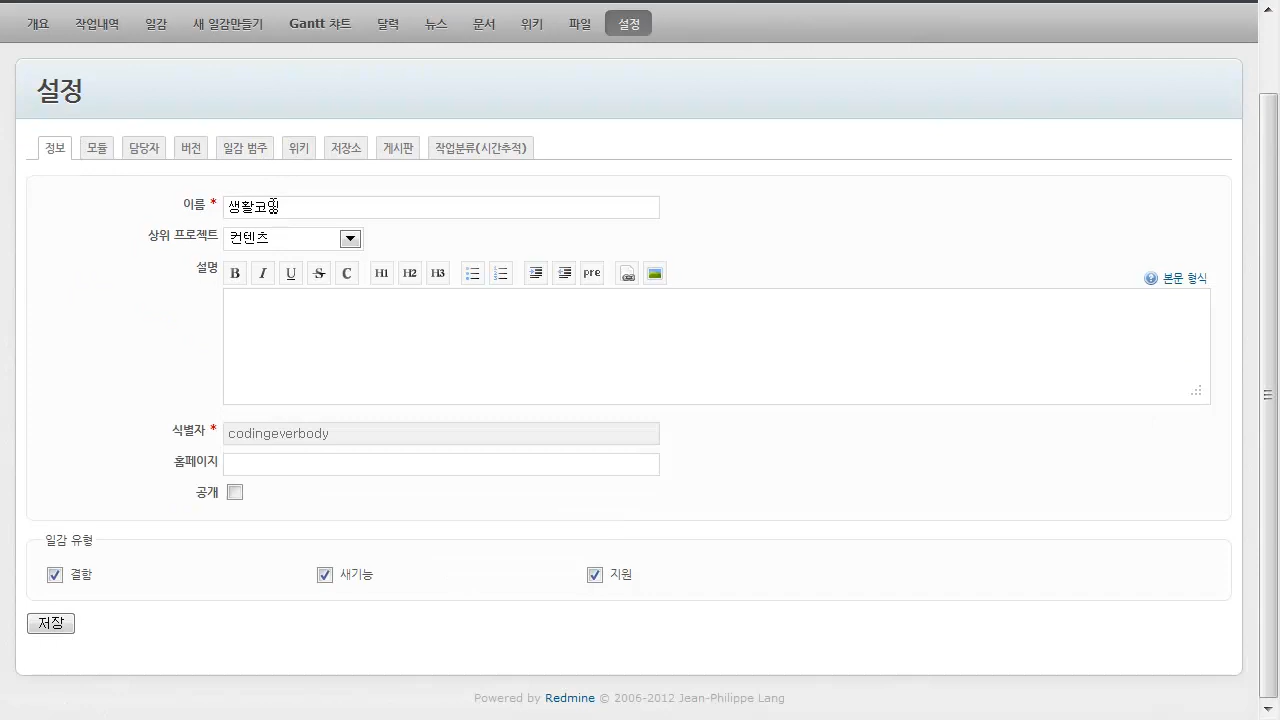 개요 작업내역 일감 새 일감만들기 Gantt 챠트 달력 뉴스 문서 위키 파일 설정
설정
정보 모듈 담당자 버전 일감 범주 위키 저장소 게시판 작업분류(시간추적)
이름 * 생활코딩
상위 프로젝트 컨텐츠
설명 B I U S C H1 H2 H3 pre 본문 형식
식별자 * codingeverbody
홈페이지
공개
일감 유형
결함 새기능 지원
저장
Powered by Redmine © 2006-2012 Jean-Philippe Lang